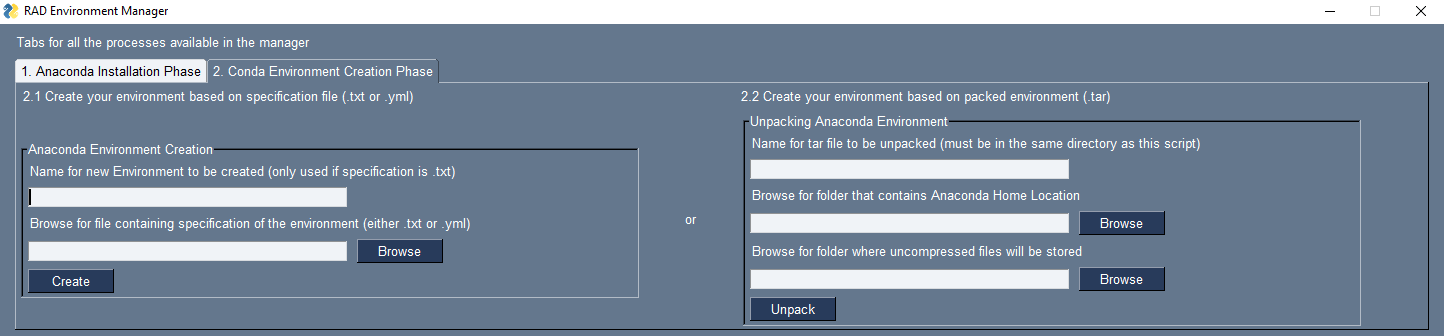 RAD Environment Manager
Tabs for all the processes available in the manager
1. Anaconda Installation Phase
2. Conda Environment Creation Phase
2.1 Create your environment based on specification file (.txt or .yml)
Anaconda Environment Creation
Name for new Environment to be created (only used if specification is .txt)
Browse for file containing specification of the environment (either .txt or .yml)
Browse
Create
or
2.2 Create your environment based on packed environment (.tar)
Unpacking Anaconda Environment
Name for tar file to be unpacked (must be in the same directory as this script)
Browse for folder that contains Anaconda Home Location
Browse
Browse for folder where uncompressed files will be stored
Browse
Unpack